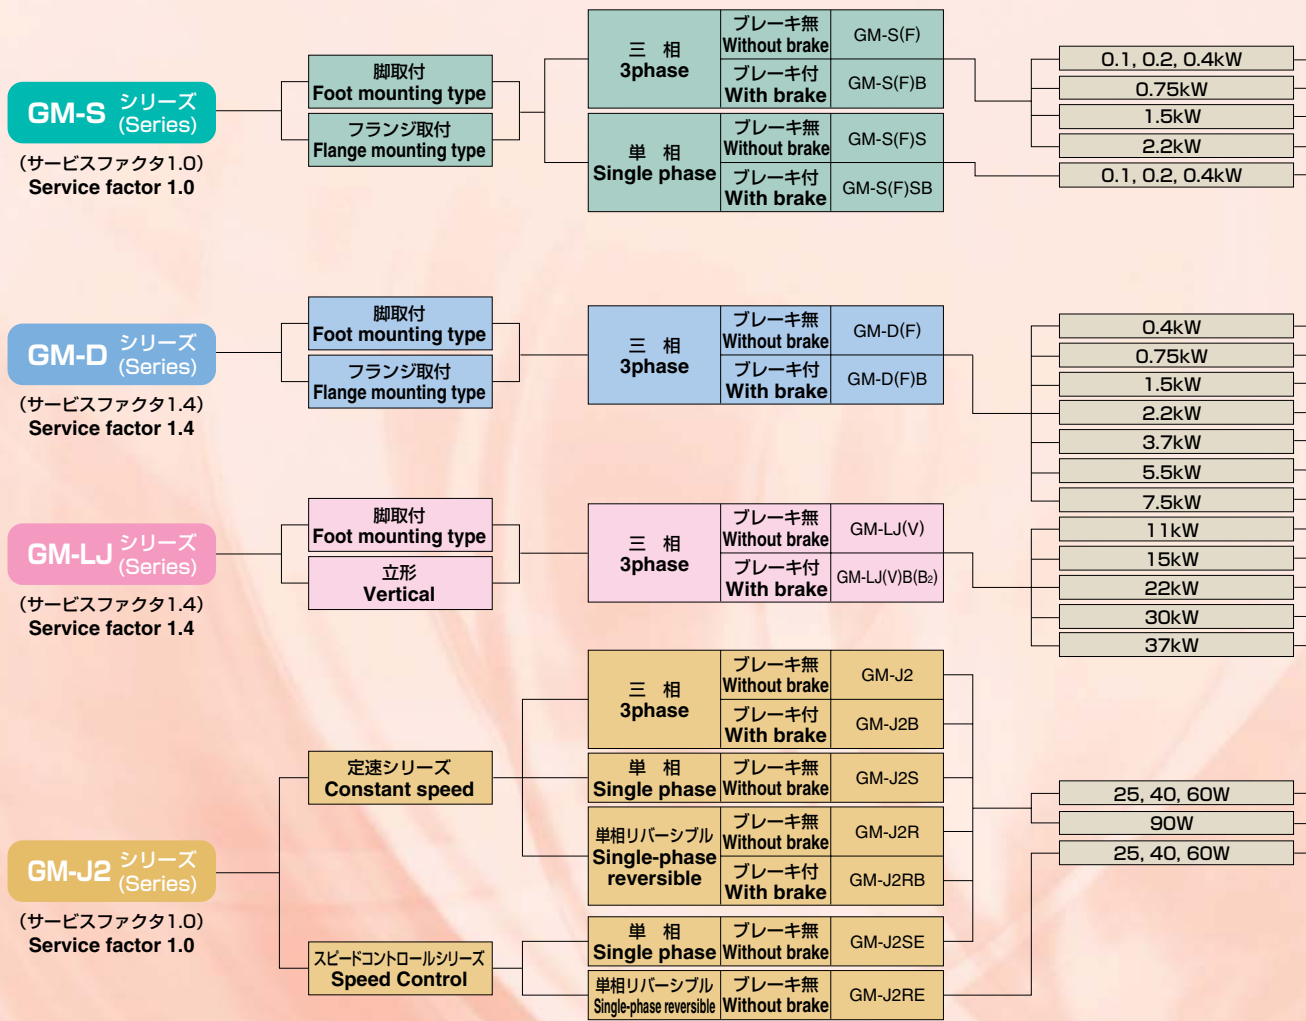 GM-S シリーズ
(Series)
(サービスファクタ1.0)
Service factor 1.0
脚取付
Foot mounting type
フランジ取付
Flange mounting type
三 相
3phase
ブレーキ無
Without brake
GM-S(F)
ブレーキ付
With brake
GM-S(F)B
単 相
Single phase
ブレーキ無
Without brake
GM-S(F)S
ブレーキ付
With brake
GM-S(F)SB
0.1, 0.2, 0.4kW
0.75kW
1.5kW
2.2kW
0.1, 0.2, 0.4kW
GM-D シリーズ
(Series)
(サービスファクタ1.4)
Service factor 1.4
脚取付
Foot mounting type
フランジ取付
Flange mounting type
三 相
3phase
ブレーキ無
Without brake
GM-D(F)
ブレーキ付
With brake
GM-D(F)B
0.4kW
0.75kW
1.5kW
2.2kW
3.7kW
5.5kW
7.5kW
GM-LJ シリーズ
(Series)
(サービスファクタ1.4)
Service factor 1.4
脚取付
Foot mounting type
立形
Vertical
三 相
3phase
ブレーキ無
Without brake
GM-LJ(V)
ブレーキ付
With brake
GM-LJ(V)B(B₂)
11kW
15kW
22kW
30kW
37kW
GM-J2 シリーズ
(Series)
(サービスファクタ1.0)
Service factor 1.0
定速シリーズ
Constant speed
三 相
3phase
ブレーキ無
Without brake
GM-J2
ブレーキ付
With brake
GM-J2B
単 相
Single phase
ブレーキ無
Without brake
GM-J2S
単相リバーシブル
Single-phase
reversible
ブレーキ無
Without brake
GM-J2R
ブレーキ付
With brake
GM-J2RB
スピードコントロールシリーズ
Speed Control
単 相
Single phase
ブレーキ無
Without brake
GM-J2SE
単相リバーシブル
Single-phase reversible
ブレーキ無
Without brake
GM-J2RE
25, 40, 60W
90W
25, 40, 60W